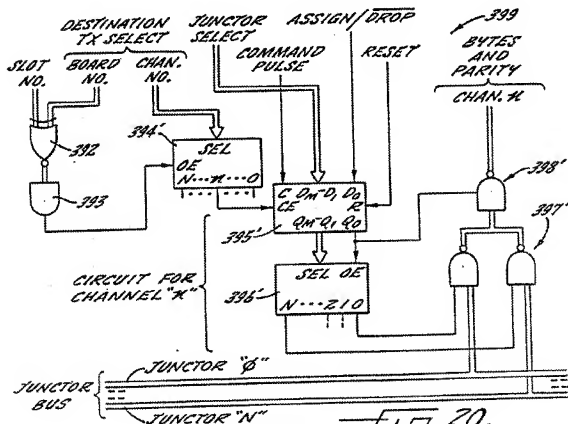 DESTINATION
TX SELECT
JUNCTOR
SELECT
ASSIGN/DROP
COMMAND
PULSE
RESET
399
BYTES
AND
PARITY
CHAN. n
SLOT
NO.
BOARD
NO.
CHAN.
NO.
392
393
394'
SEL
OE
N---n---0
C DM-D1 D0
CE R
QM-Q1 Q0
395'
398'
397'
CIRCUIT FOR
CHANNEL "n"
SEL OE
396'
N---210
JUNCTOR
BUS
JUNCTOR "Ø"
JUNCTOR "N"
20.